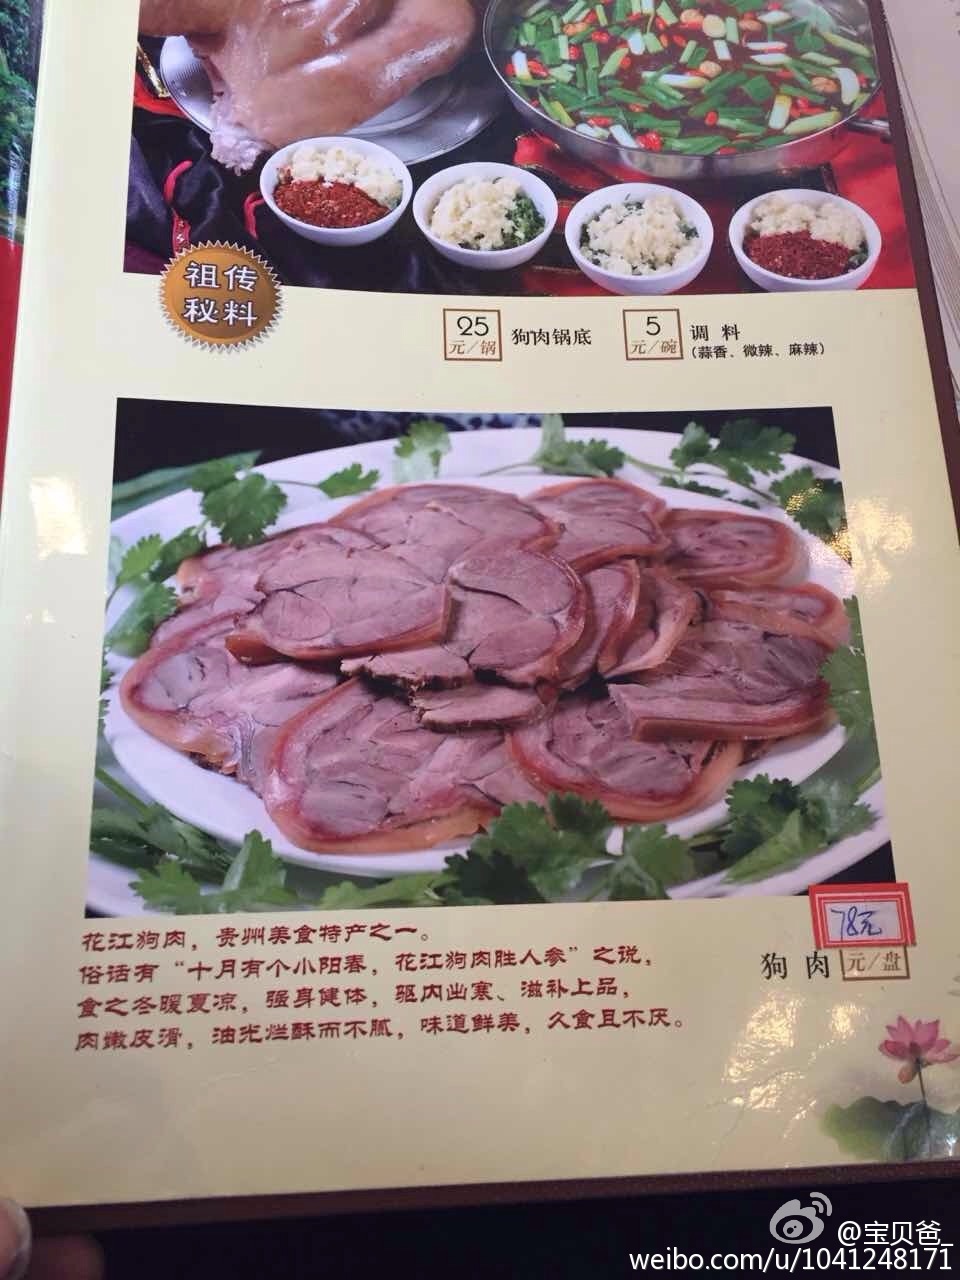 祖传
秘料
25
元/锅
狗肉锅底
5
元/碗
调料
(蒜香、微辣、麻辣)
花江狗肉，贵州美食特产之一。
俗话有“十月有个小阳春，花江狗肉胜人参”之说，
食之冬暖夏凉，强身健体，驱内出寒、滋补上品，
肉嫩皮滑，油光烂酥而不腻，味道鲜美，久食且不厌。
狗肉
78元
元/盘
@宝贝爸_
weibo.com/u/1041248171